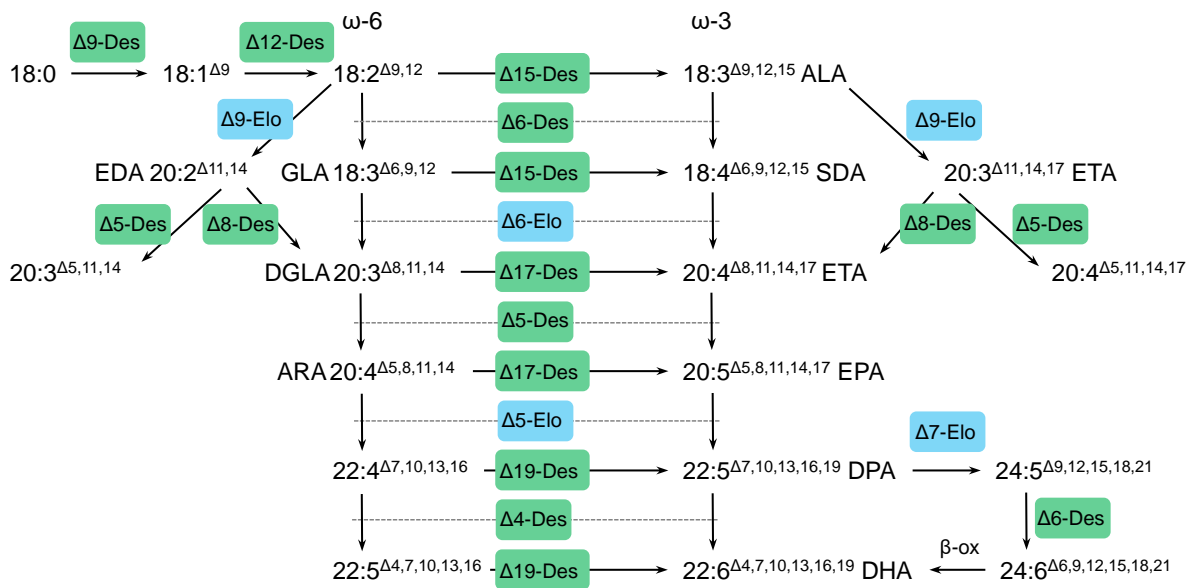 ω-6 ω-3
Δ9-Des Δ12-Des
18:0 18:1Δ9 18:2Δ9,12 Δ15-Des 18:3Δ9,12,15 ALA
Δ9-Elo Δ6-Des Δ9-Elo
EDA 20:2Δ11,14 GLA 18:3Δ6,9,12 Δ15-Des 18:4Δ6,9,12,15 SDA 20:3Δ11,14,17 ETA
Δ5-Des Δ8-Des Δ6-Elo Δ8-Des Δ5-Des
20:3Δ5,11,14 DGLA 20:3Δ8,11,14 Δ17-Des 20:4Δ8,11,14,17 ETA 20:4Δ5,11,14,17
Δ5-Des
ARA 20:4Δ5,8,11,14 Δ17-Des 20:5Δ5,8,11,14,17 EPA
Δ5-Elo Δ7-Elo
22:4Δ7,10,13,16 Δ19-Des 22:5Δ7,10,13,16,19 DPA 24:5Δ9,12,15,18,21
Δ4-Des Δ6-Des
β-ox
22:5Δ4,7,10,13,16 Δ19-Des 22:6Δ4,7,10,13,16,19 DHA 24:6Δ6,9,12,15,18,21